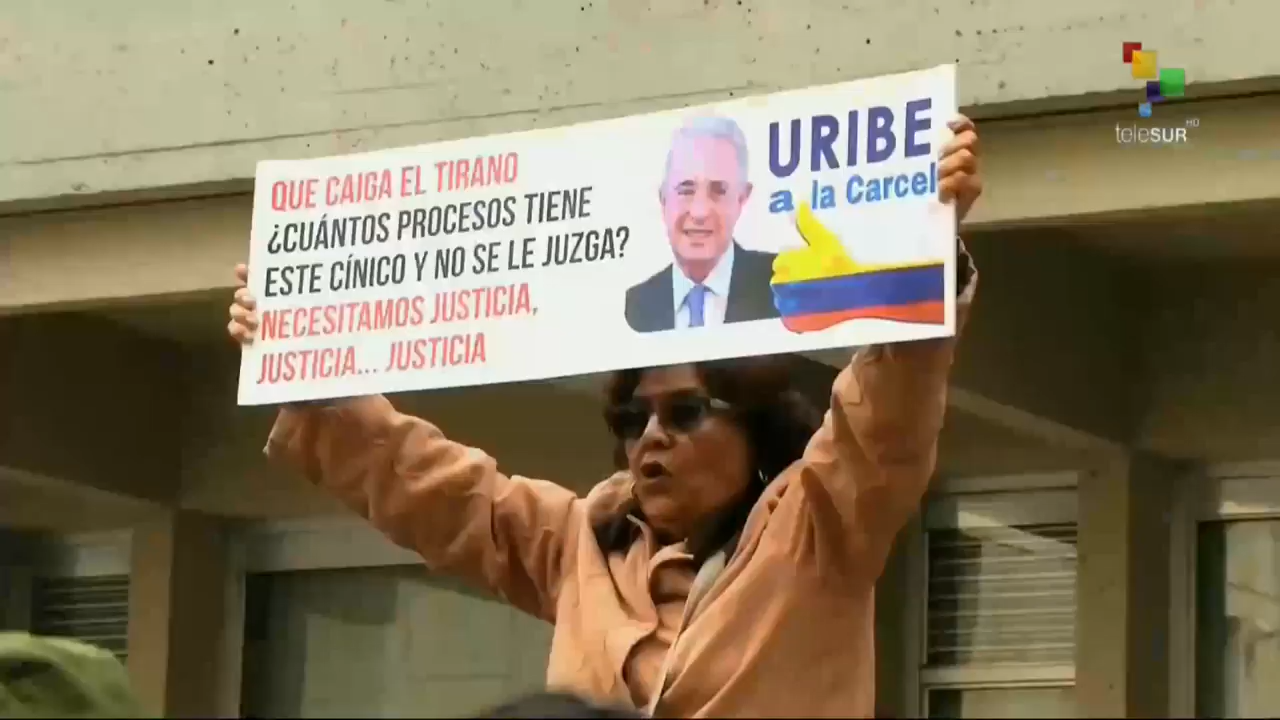 QUE CAIGA EL TIRANO
¿CUÁNTOS PROCESOS TIENE
ESTE CÍNICO Y NO SE LE JUZGA?
NECESITAMOS JUSTICIA,
JUSTICIA... JUSTICIA
URIBE
a la Carcel
teleSUR HD